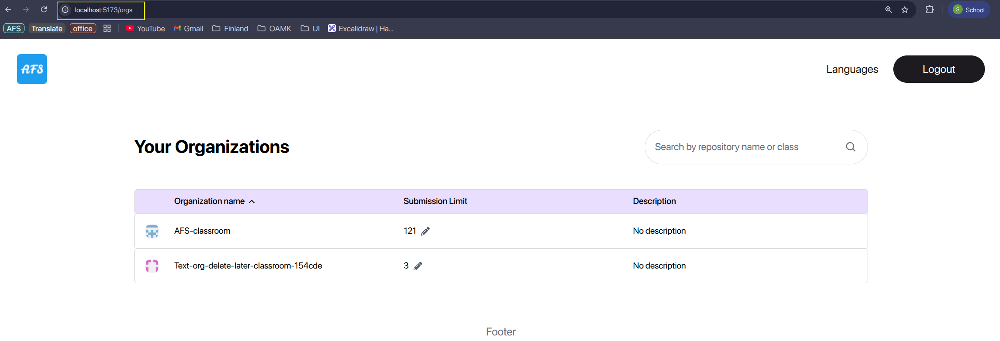 localhost:5173/orgs
S School
AFS Translate office YouTube Gmail Finland OAMK UI Excalidraw | Ha...
AFS Languages Logout
Your Organizations Search by repository name or class
Organization name Submission Limit Description
AFS-classroom 121 No description
Text-org-delete-later-classroom-154cde 3 No description
Footer